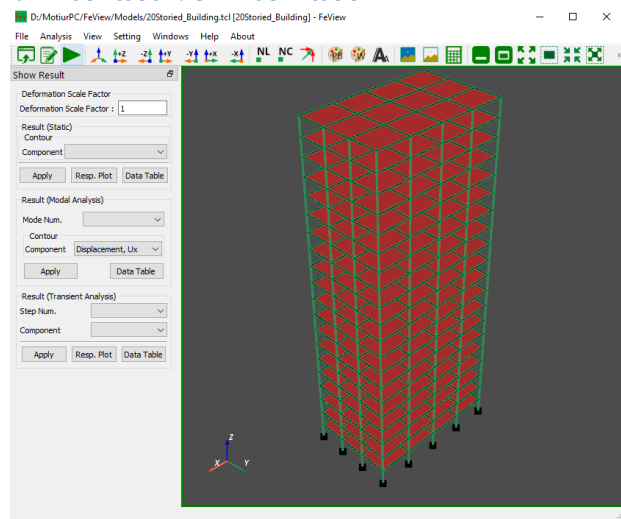 D:/MotiurPC/FeView/Models/20Storied_Building.tcl [20Storied_Building] - FeView
File Analysis View Setting Windows Help About
+Z -Z +Y -Y +X -X NL NC PB W A
Show Result
Deformation Scale Factor
Deformation Scale Factor : 1
Result (Static)
Contour
Component
Apply Resp. Plot Data Table
Result (Modal Analysis)
Mode Num.
Contour
Component Displacement, Ux
Apply Data Table
Result (Transient Analysis)
Step Num.
Component
Apply Resp. Plot Data Table
Z
X Y